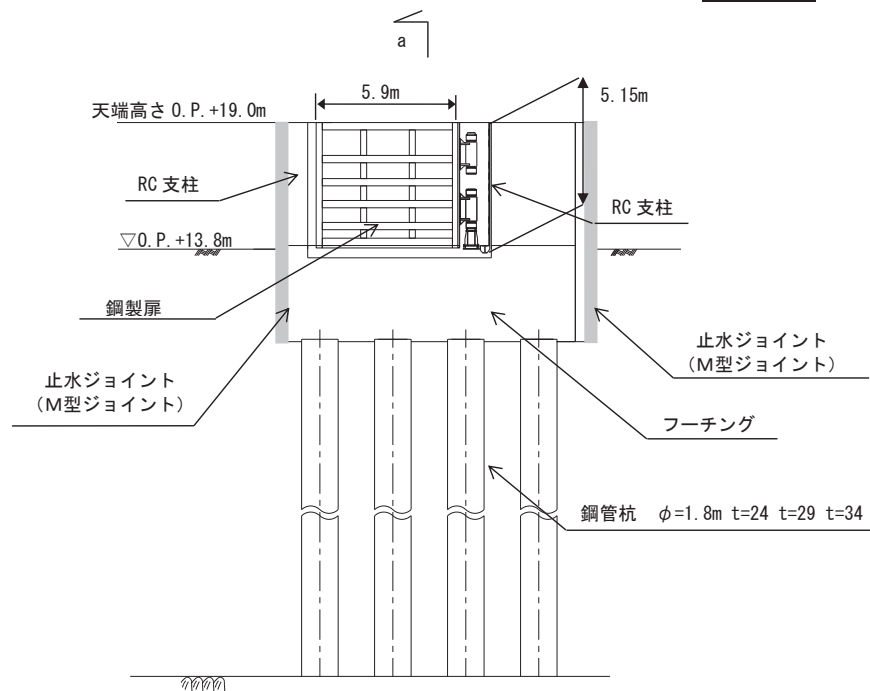 a
5.9m
5.15m
天端高さ O.P.+19.0m
RC 支柱
RC 支柱
▽O.P.+13.8m
鋼製扉
止水ジョイント
（M型ジョイント）
止水ジョイント
（M型ジョイント）
フーチング
鋼管杭 φ=1.8m t=24 t=29 t=34